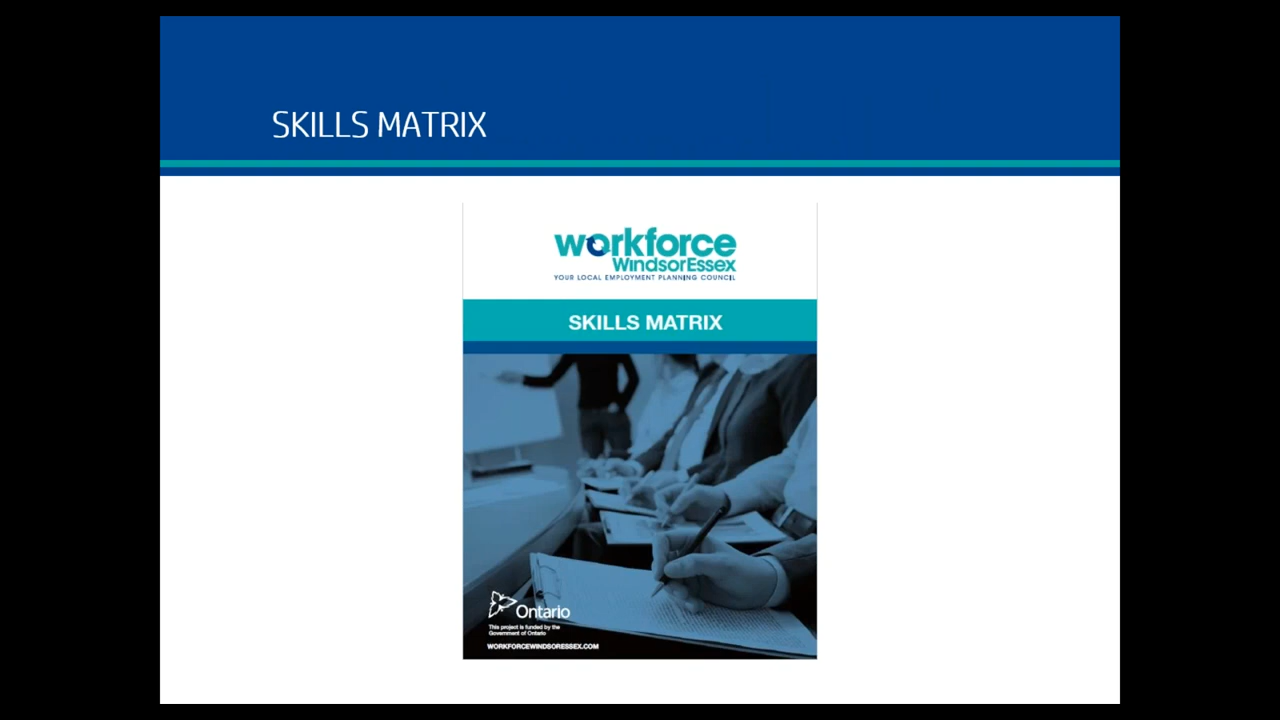 SKILLS MATRIX
workforce
WindsorEssex
YOUR LOCAL EMPLOYMENT PLANNING COUNCIL
SKILLS MATRIX
Ontario
This project is funded by the
Government of Ontario
WORKFORCEWINDSORESSEX.COM